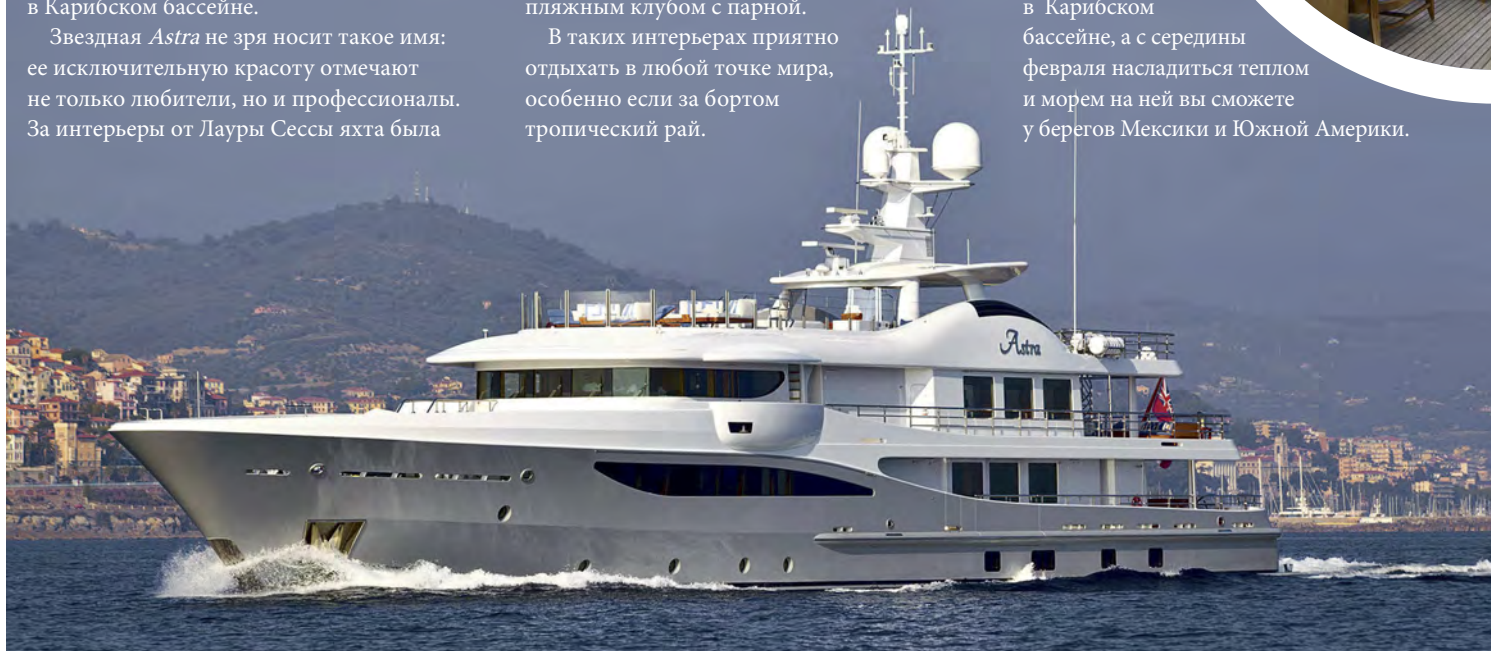 в Карибском бассейне.
Звездная Astra не зря носит такое имя:
ее исключительную красоту отмечают
не только любители, но и профессионалы.
За интерьеры от Лауры Сессы яхта была
пляжным клубом с парной.
В таких интерьерах приятно
отдыхать в любой точке мира,
особенно если за бортом
тропический рай.
в Карибском
бассейне, а с середины
февраля насладиться теплом
и морем на ней вы сможете
у берегов Мексики и Южной Америки.
Astra